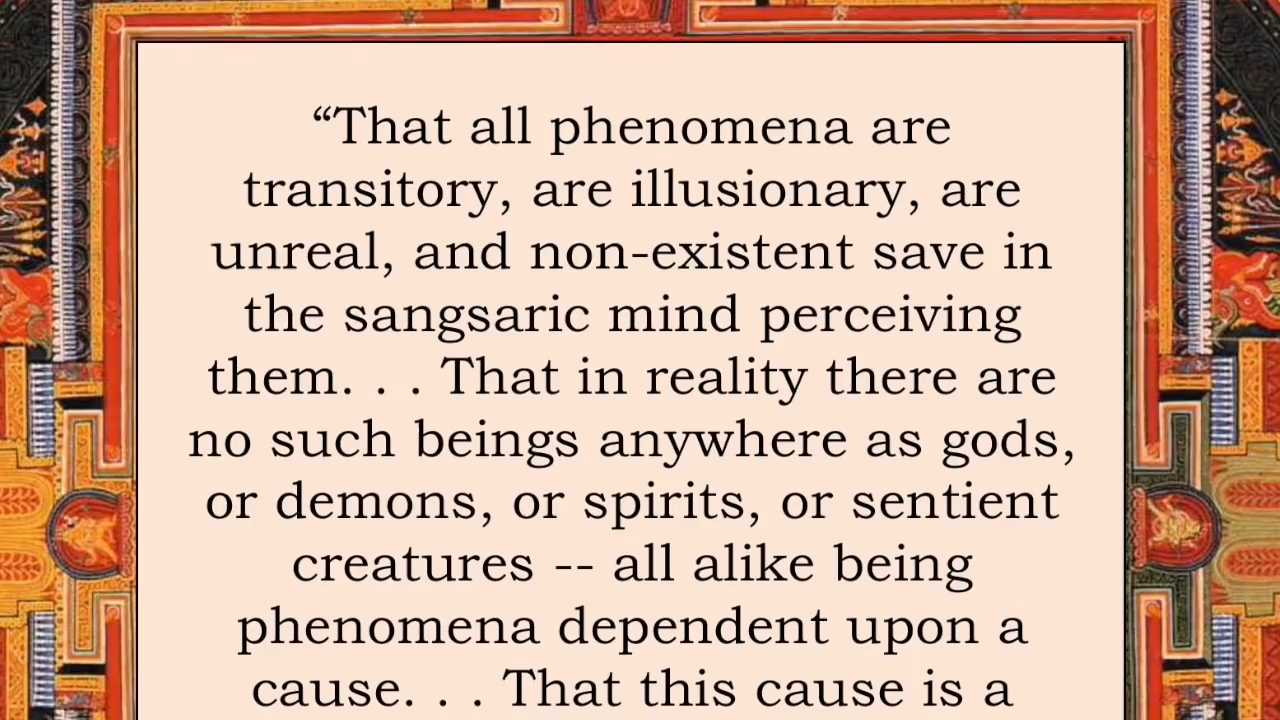 “That all phenomena are
transitory, are illusionary, are
unreal, and non-existent save in
the sangsaric mind perceiving
them. . . That in reality there are
no such beings anywhere as gods,
or demons, or spirits, or sentient
creatures -- all alike being
phenomena dependent upon a
cause. . . That this cause is a